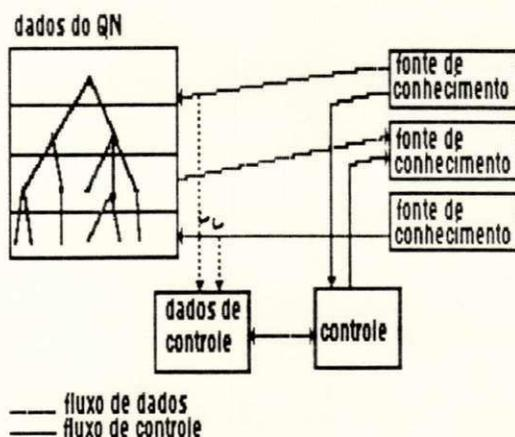 dados do QN
fonte de
conhecimento
fonte de
conhecimento
fonte de
conhecimento
dados de
controle
controle
fluxo de dados
fluxo de controle